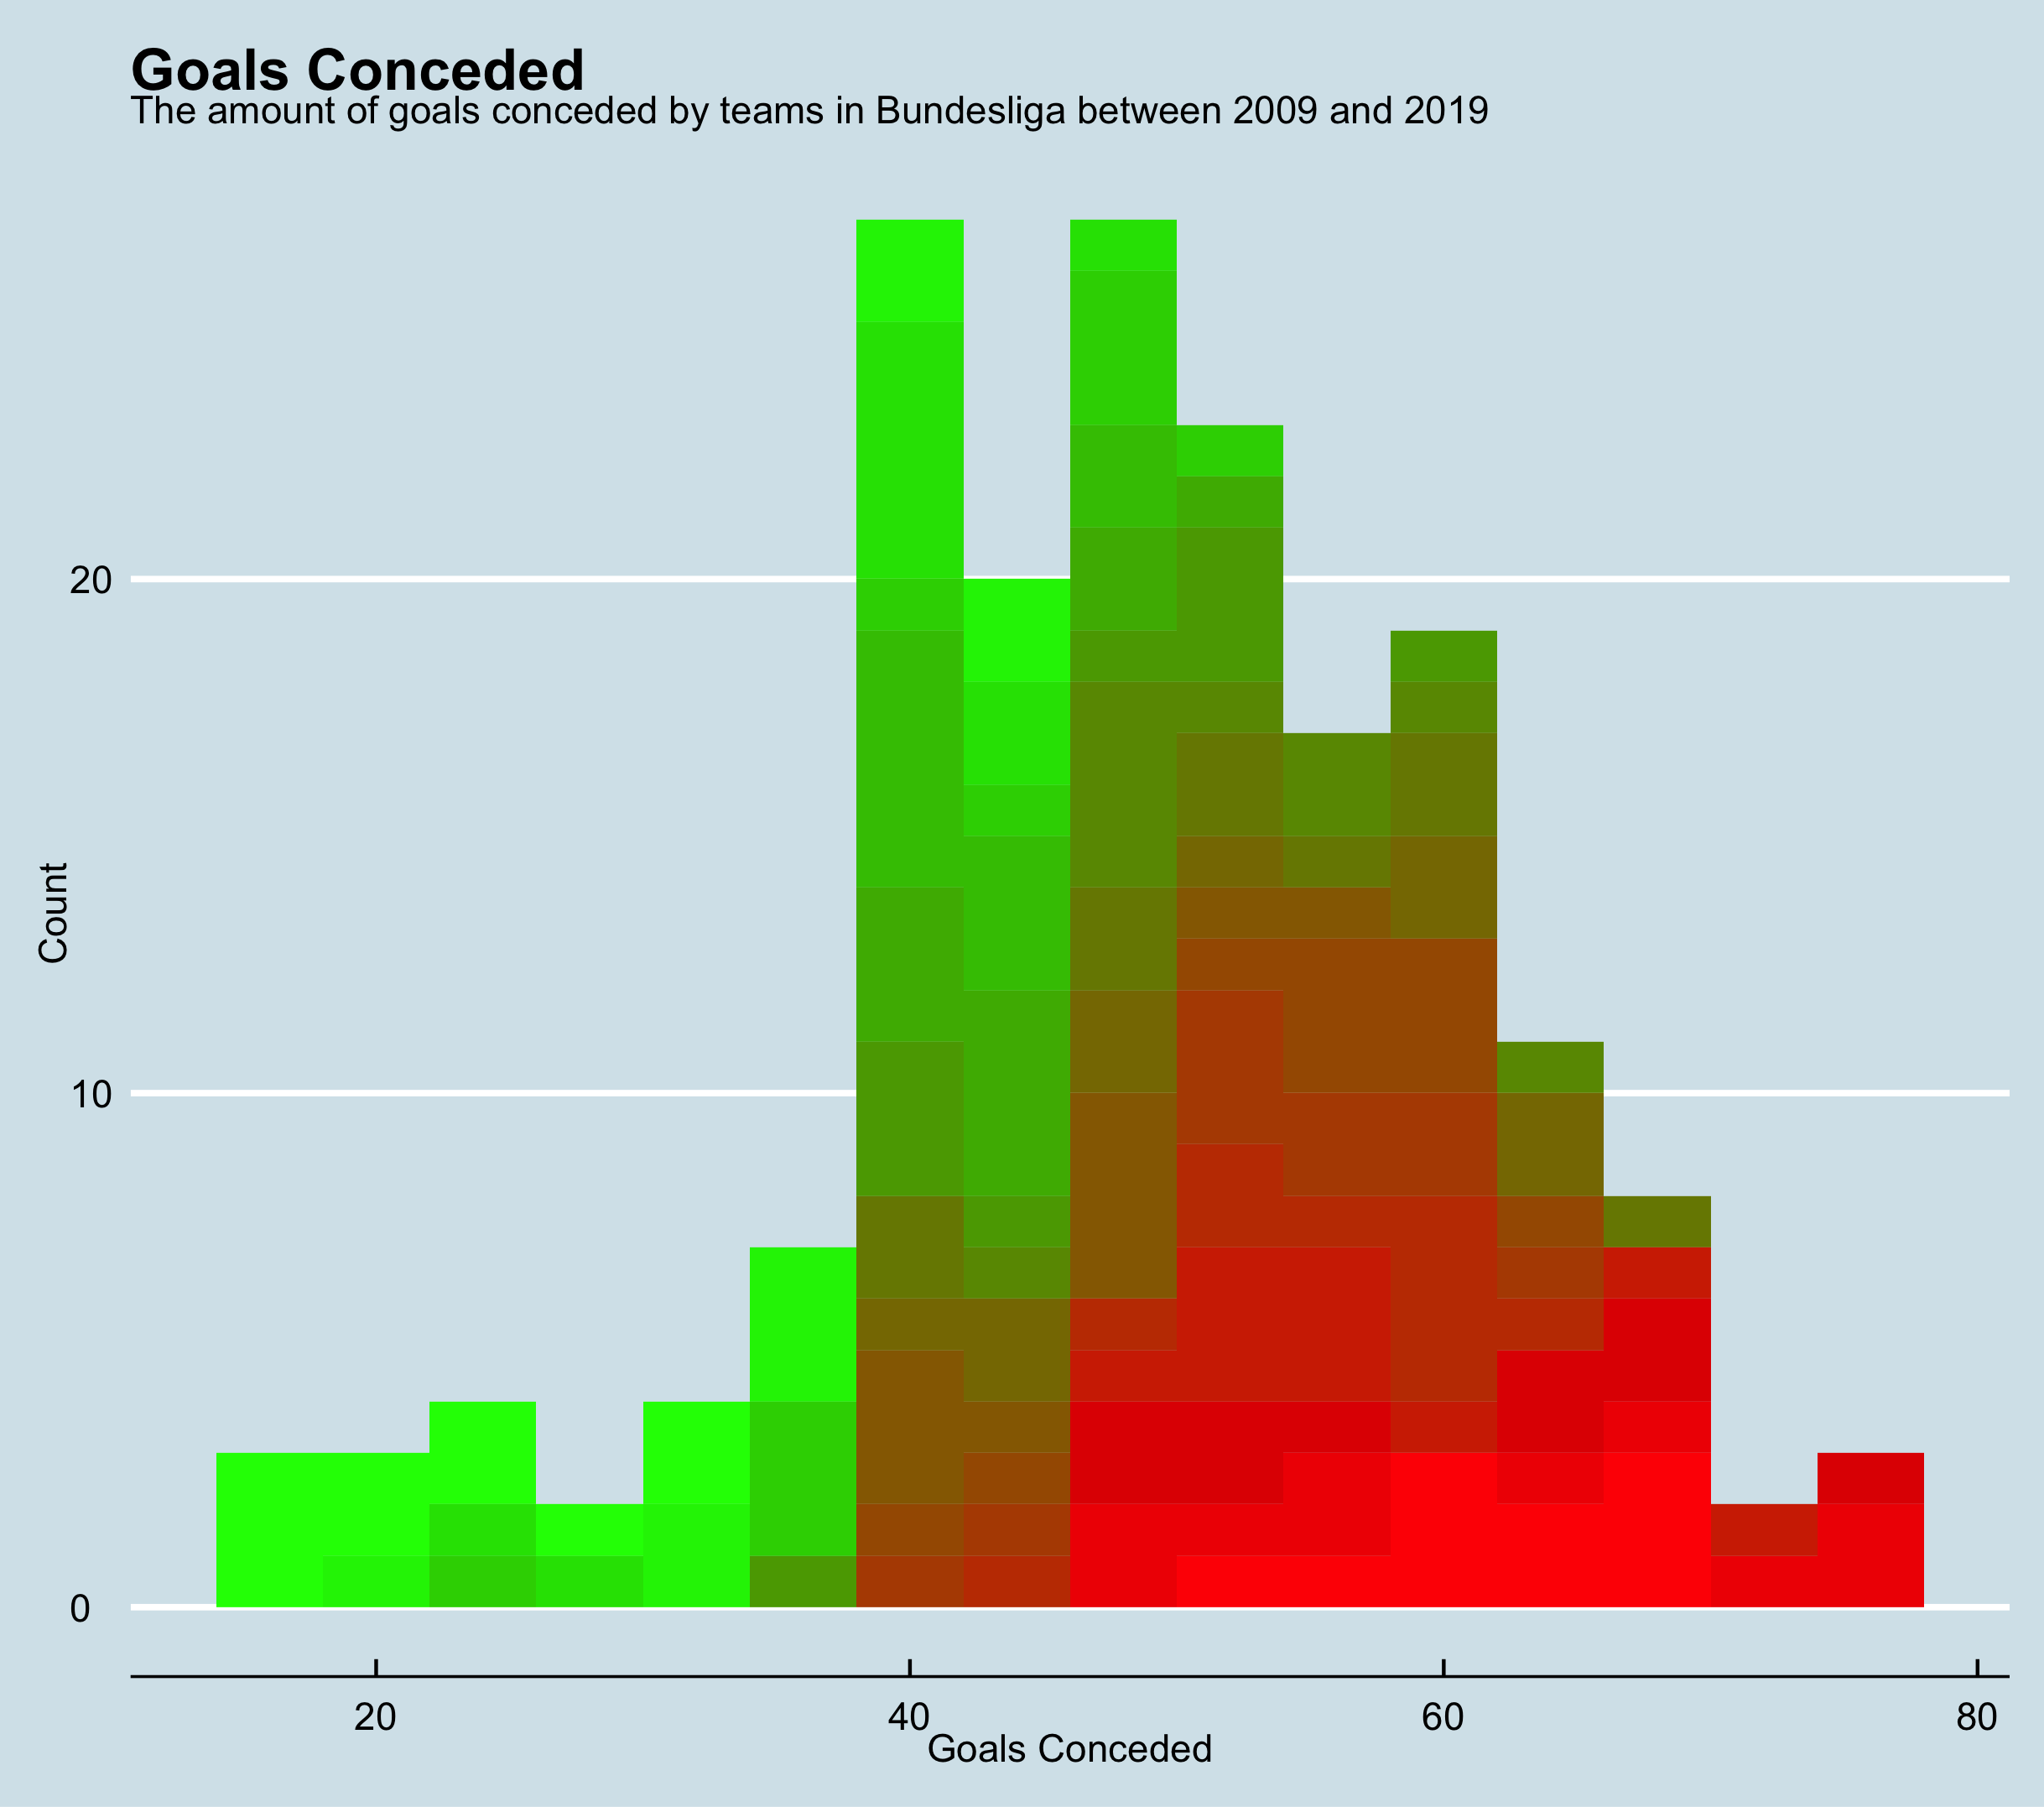 Goals Conceded
The amount of goals conceded by teams in Bundesliga between 2009 and 2019
20
10
0
Count
20 40 60 80
Goals Conceded